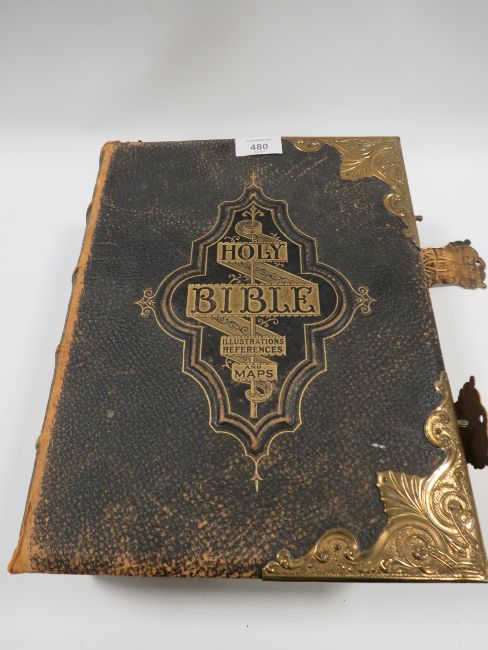 480
HOLY
BIBLE
ILLUSTRATIONS
REFERENCES
AND
MAPS